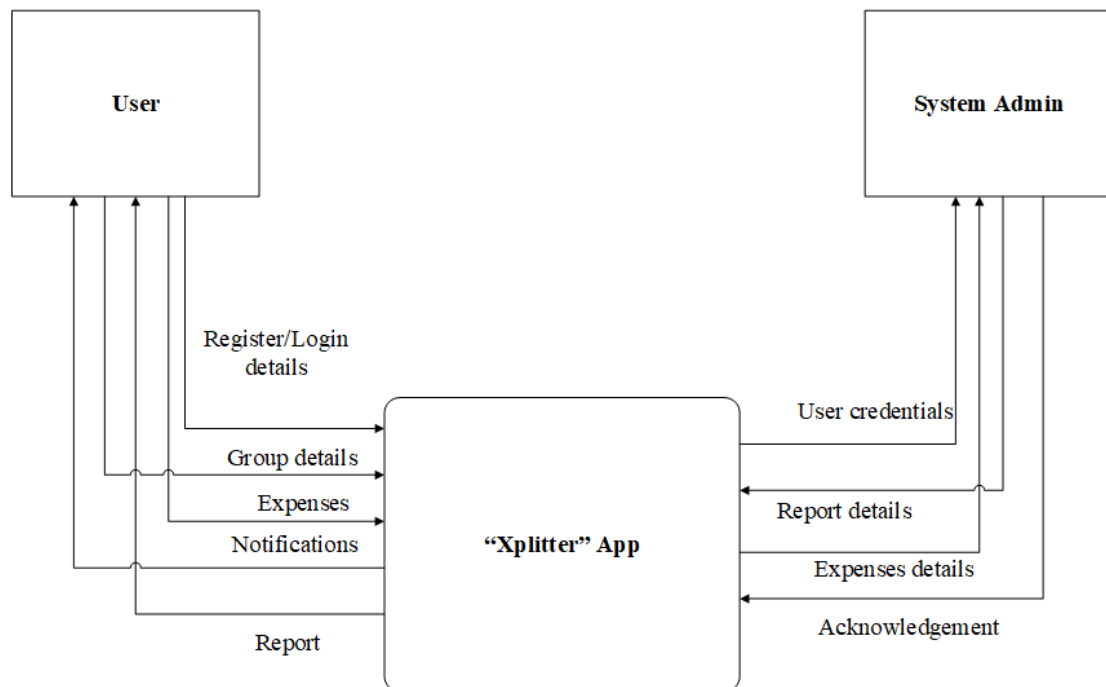 User
System Admin
Register/Login
details
User credentials
Group details
Expenses
Report details
Notifications
“Xplitter” App
Expenses details
Acknowledgement
Report